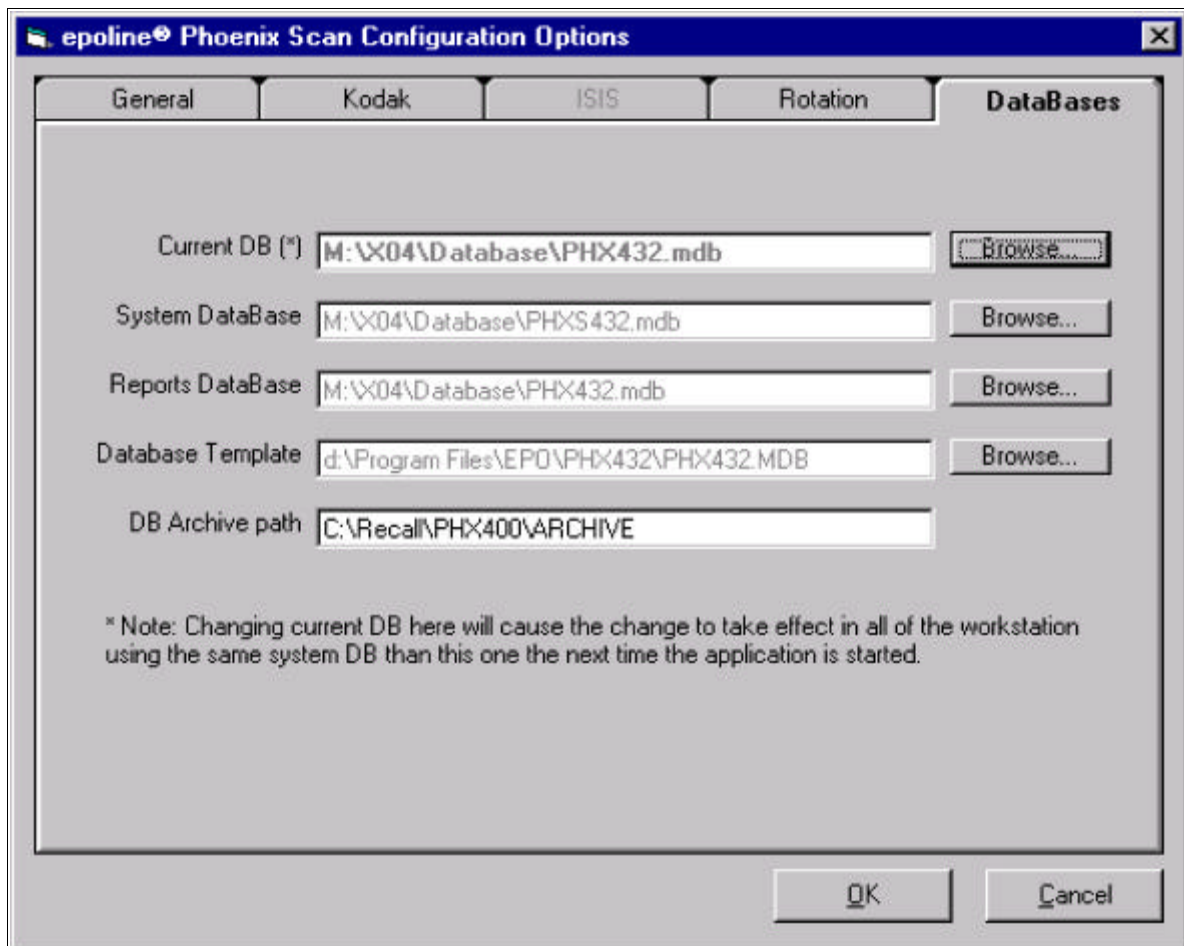 epoline® Phoenix Scan Configuration Options
General Kodak ISIS Rotation DataBases
Current DB (*) M:\X04\Database\PHX432.mdb Browse...
System DataBase M:\X04\Database\PHXS432.mdb Browse...
Reports DataBase M:\X04\Database\PHX432.mdb Browse...
Database Template d:\Program Files\EPO\PHX432\PHX432.MDB Browse...
DB Archive path C:\Recall\PHX400\ARCHIVE
* Note: Changing current DB here will cause the change to take effect in all of the workstation
using the same system DB than this one the next time the application is started.
OK Cancel